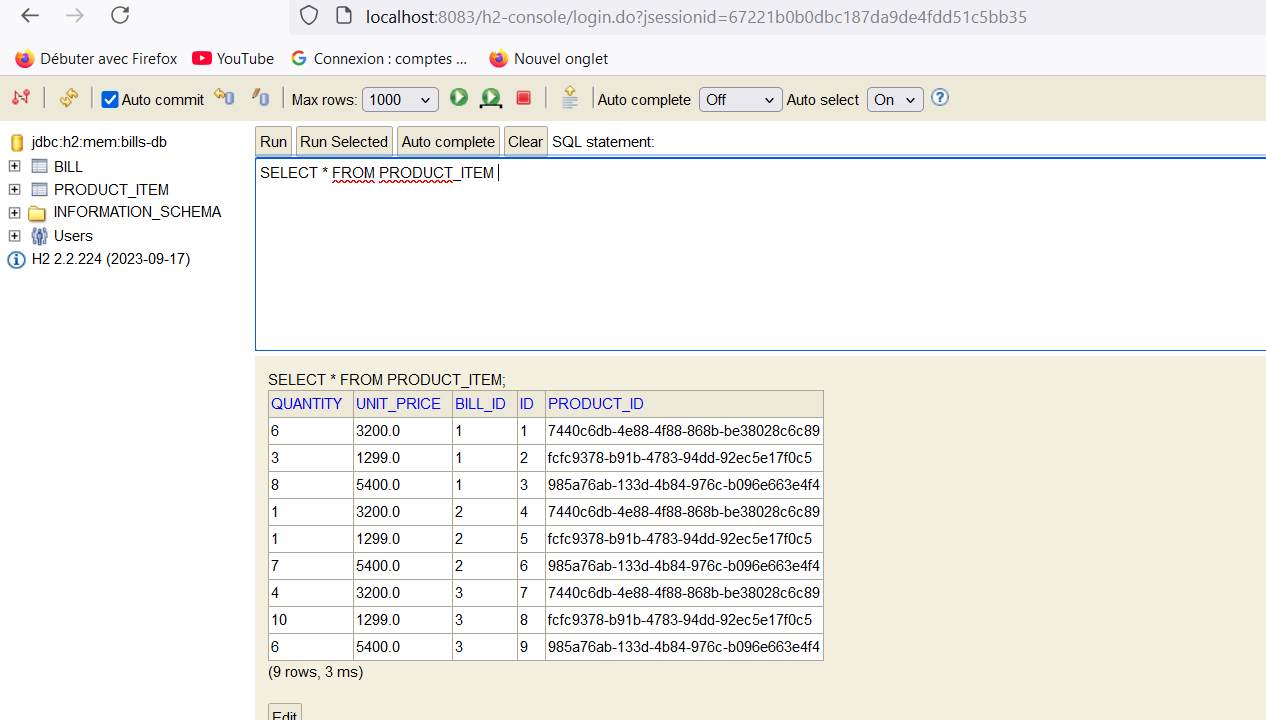 localhost:8083/h2-console/login.do?jsessionid=67221b0b0dbc187da9de4fdd51c5bb35
Débuter avec Firefox YouTube Connexion : comptes ... Nouvel onglet
Auto commit Max rows: 1000 Auto complete Off Auto select On
jdbc:h2:mem:bills-db
BILL
PRODUCT_ITEM
INFORMATION_SCHEMA
Users
H2 2.2.224 (2023-09-17)
Run Run Selected Auto complete Clear SQL statement:
SELECT * FROM PRODUCT_ITEM
SELECT * FROM PRODUCT_ITEM;
QUANTITY UNIT_PRICE BILL_ID ID PRODUCT_ID
6 3200.0 1 1 7440c6db-4e88-4f88-868b-be38028c6c89
3 1299.0 1 2 fcfc9378-b91b-4783-94dd-92ec5e17f0c5
8 5400.0 1 3 985a76ab-133d-4b84-976c-b096e663e4f4
1 3200.0 2 4 7440c6db-4e88-4f88-868b-be38028c6c89
1 1299.0 2 5 fcfc9378-b91b-4783-94dd-92ec5e17f0c5
7 5400.0 2 6 985a76ab-133d-4b84-976c-b096e663e4f4
4 3200.0 3 7 7440c6db-4e88-4f88-868b-be38028c6c89
10 1299.0 3 8 fcfc9378-b91b-4783-94dd-92ec5e17f0c5
6 5400.0 3 9 985a76ab-133d-4b84-976c-b096e663e4f4
(9 rows, 3 ms)
Edit